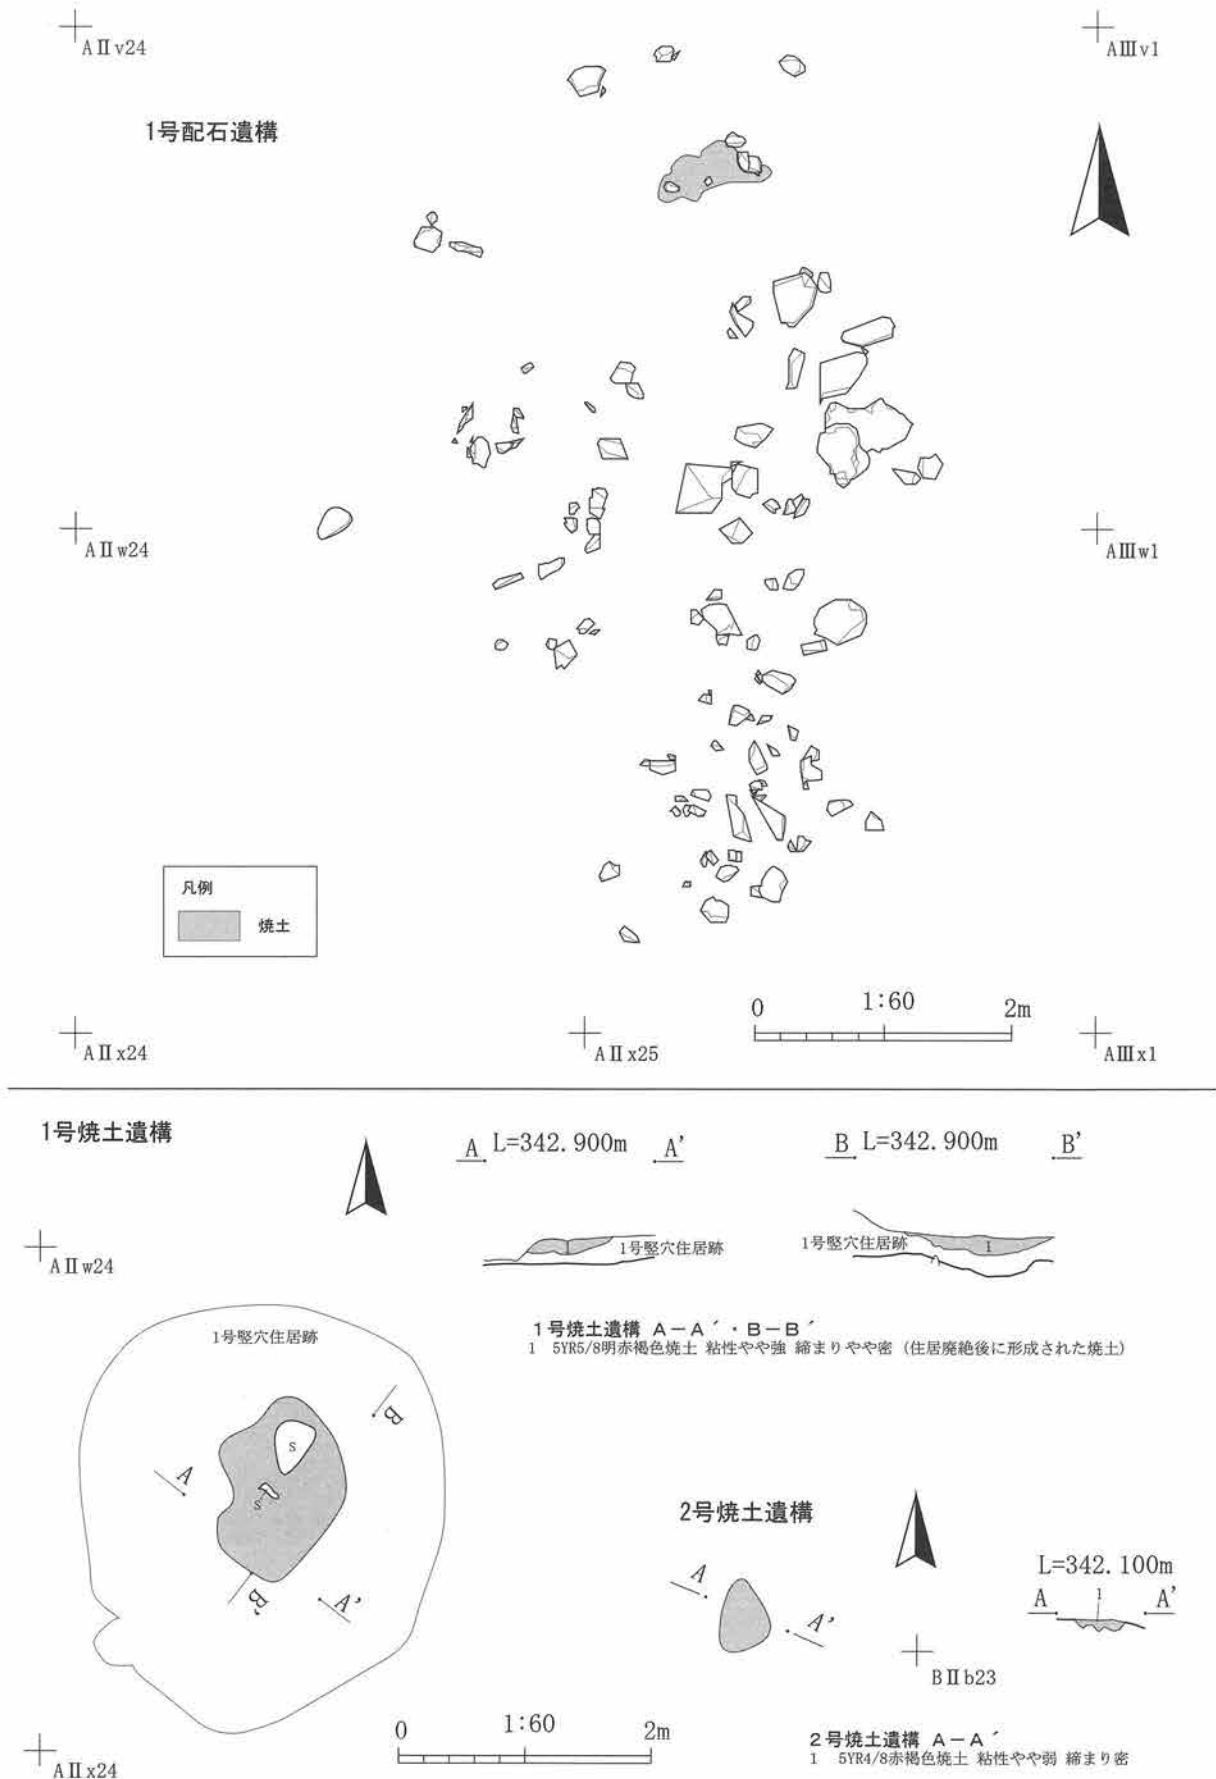 AⅡv24
AⅢv1
1号配石遺構
AⅡw24
AⅢw1
凡例
焼土
0 1:60 2m
AⅡx24
AⅡx25
AⅢx1
1号焼土遺構
A L=342.900m A'
B L=342.900m B'
AⅡw24
1号竪穴住居跡
1号竪穴住居跡
1
1号焼土遺構 A-A´・B-B´
1 5YR5/8明赤褐色焼土 粘性やや強 締まりやや密 (住居廃絶後に形成された焼土)
1号竪穴住居跡
B
S
A
S
B'
A'
2号焼土遺構
A
A'
BⅡb23
L=342.100m
A 1 A'
0 1:60 2m
2号焼土遺構 A-A´
1 5YR4/8赤褐色焼土 粘性やや弱 締まり密
AⅡx24